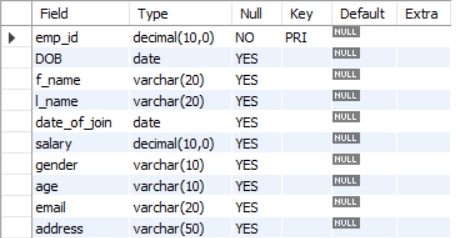 Field Type Null Key Default Extra
emp_id decimal(10,0) NO PRI NULL
DOB date YES NULL
f_name varchar(20) YES NULL
l_name varchar(20) YES NULL
date_of_join date YES NULL
salary decimal(10,0) YES NULL
gender varchar(10) YES NULL
age varchar(10) YES NULL
email varchar(20) YES NULL
address varchar(50) YES NULL